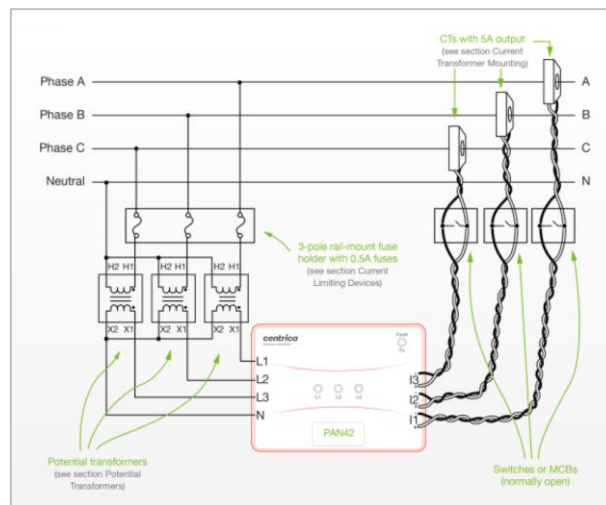 CTs with 5A output
(see section Current
Transformer Mounting)
Phase A
A
Phase B
B
Phase C
C
Neutral
N
3-pole rail-mount fuse
holder with 0.5A fuses
(see section Current
Limiting Devices)
H2 H1
H2 H1
H2 H1
X2 X1
X2 X1
X2 X1
centrica
Business Solutions
Fault
Tx
L1
L2
L3
N
L1
L2
L3
I3
I2
I1
PAN42
Potential transformers
(see section Potential
Transformers)
Switches or MCBs
(normally open)